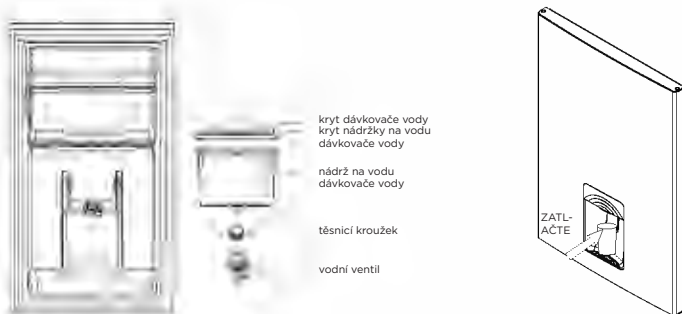 kryt dávkovače vody
kryt nádržky na vodu
dávkovače vody
nádrž na vodu
dávkovače vody
těsnicí kroužek
vodní ventil
ZATL-
AČTE